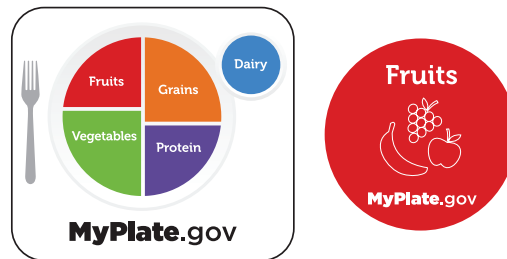 Fruits
Grains
Dairy
Vegetables
Protein
MyPlate.gov
Fruits
MyPlate.gov